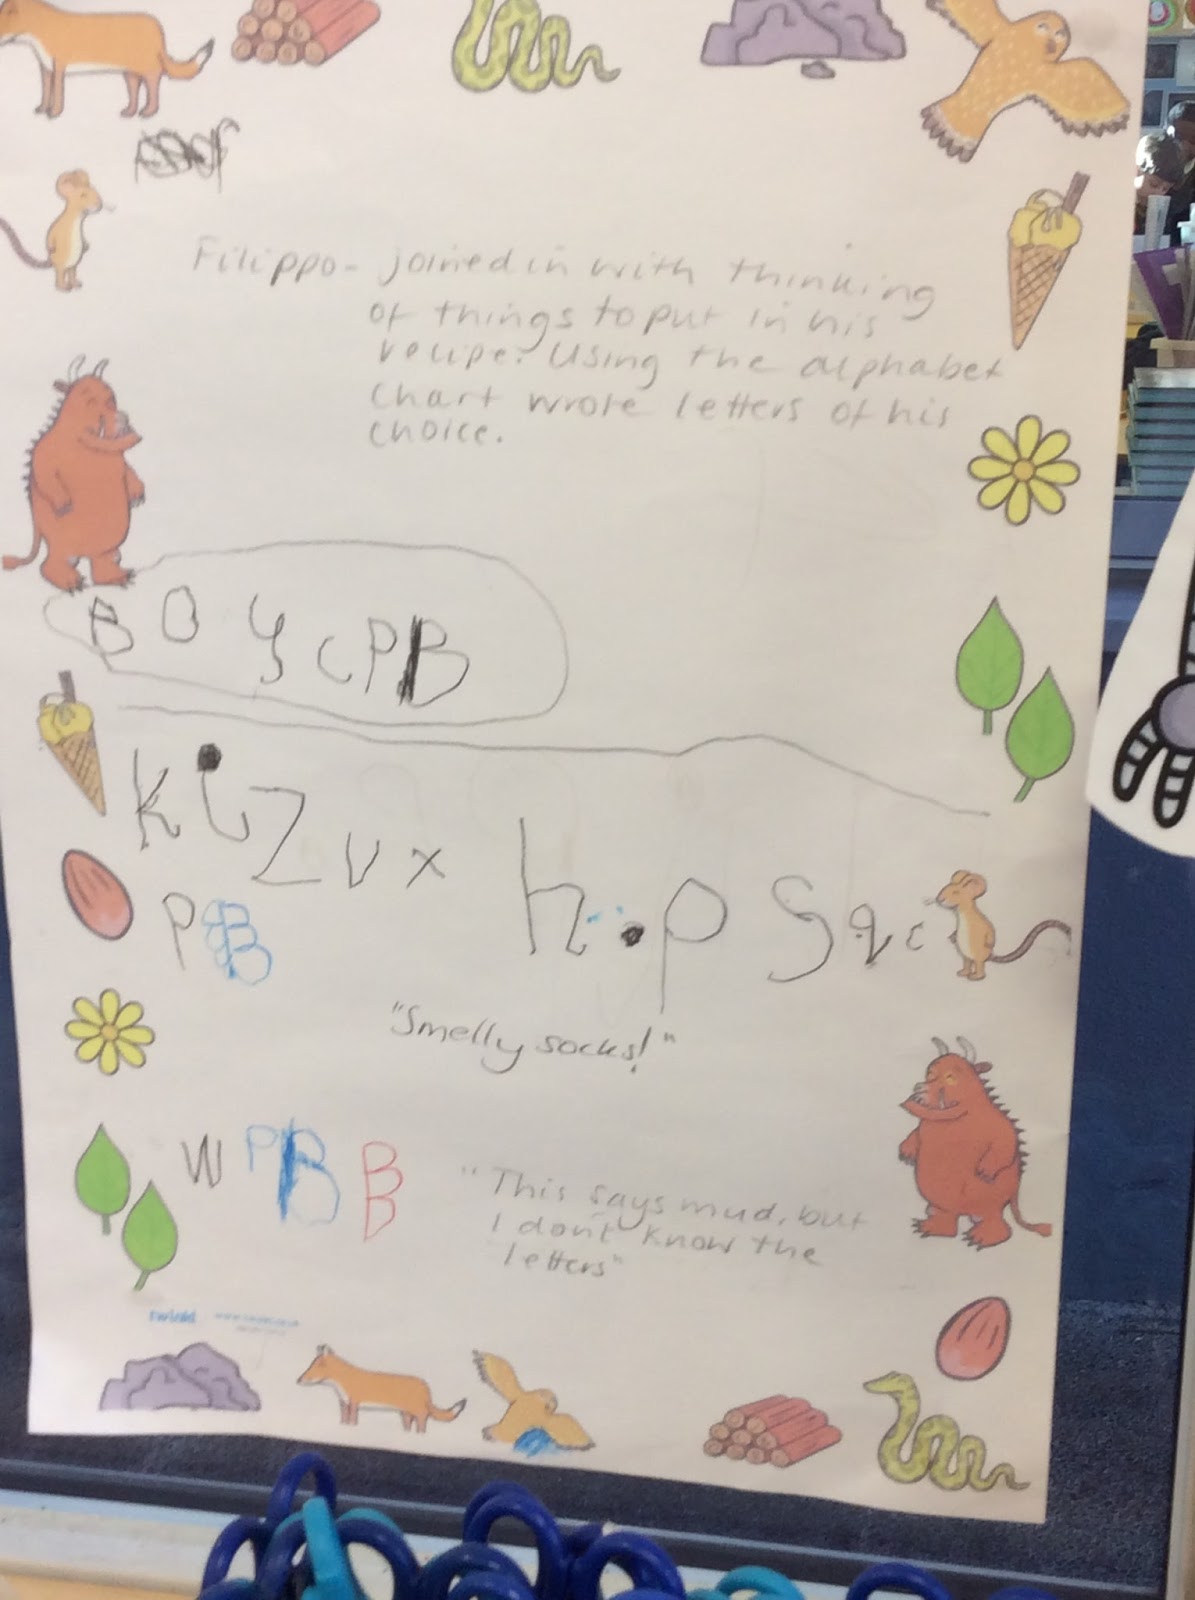 Filippo - joined in with thinking
of things to put in his
recipe. Using the alphabet
chart wrote letters of his
choice.
B O y c P B
k i Z v x h . p S q c
P B
"Smelly socks!"
w P B B
"This says mud, but
I don't know the
letters"
twinkl